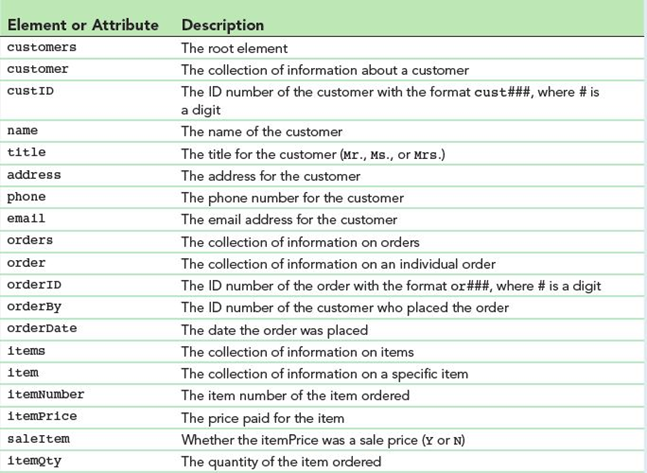 Element or Attribute Description
customers The root element
customer The collection of information about a customer
custID The ID number of the customer with the format cust###, where # is
a digit
name The name of the customer
title The title for the customer (Mr., Ms., or Mrs.)
address The address for the customer
phone The phone number for the customer
email The email address for the customer
orders The collection of information on orders
order The collection of information on an individual order
orderID The ID number of the order with the format or###, where # is a digit
orderBy The ID number of the customer who placed the order
orderDate The date the order was placed
items The collection of information on items
item The collection of information on a specific item
itemNumber The item number of the item ordered
itemPrice The price paid for the item
saleItem Whether the itemPrice was a sale price (Y or N)
itemQty The quantity of the item ordered